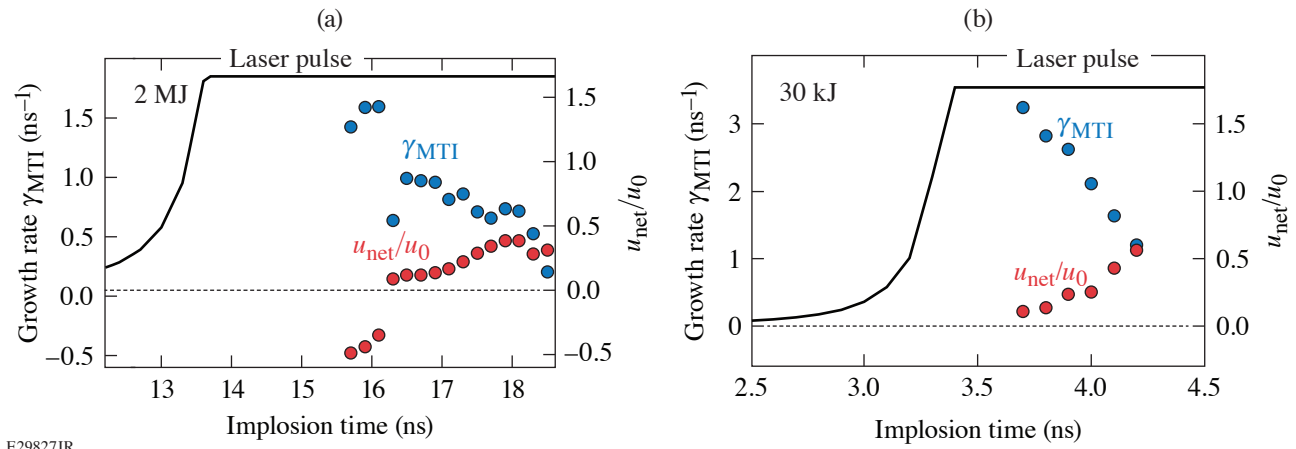 (a)
Laser pulse
2 MJ
γMTI
unet/u0
Growth rate γMTI (ns−1)
1.5
1.0
0.5
0.0
−0.5
1.5
1.0
0.5
0.0
−0.5
unet/u0
13 14 15 16 17 18
Implosion time (ns)
(b)
Laser pulse
30 kJ
γMTI
unet/u0
Growth rate γMTI (ns−1)
3
2
1
0
1.5
1.0
0.5
0.0
unet/u0
2.5 3.0 3.5 4.0 4.5
Implosion time (ns)
E29827JR